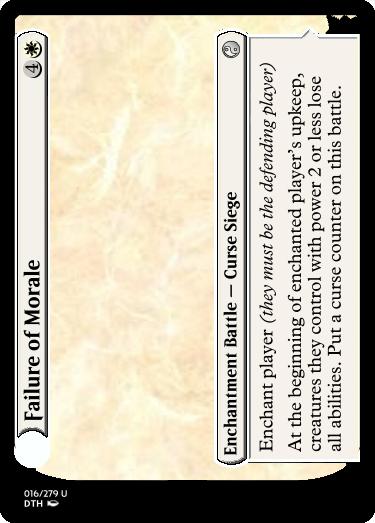 Failure of Morale 4
Enchantment Battle — Curse Siege
Enchant player (they must be the defending player)
At the beginning of enchanted player's upkeep,
creatures they control with power 2 or less lose
all abilities. Put a curse counter on this battle.
016/279 U
DTH